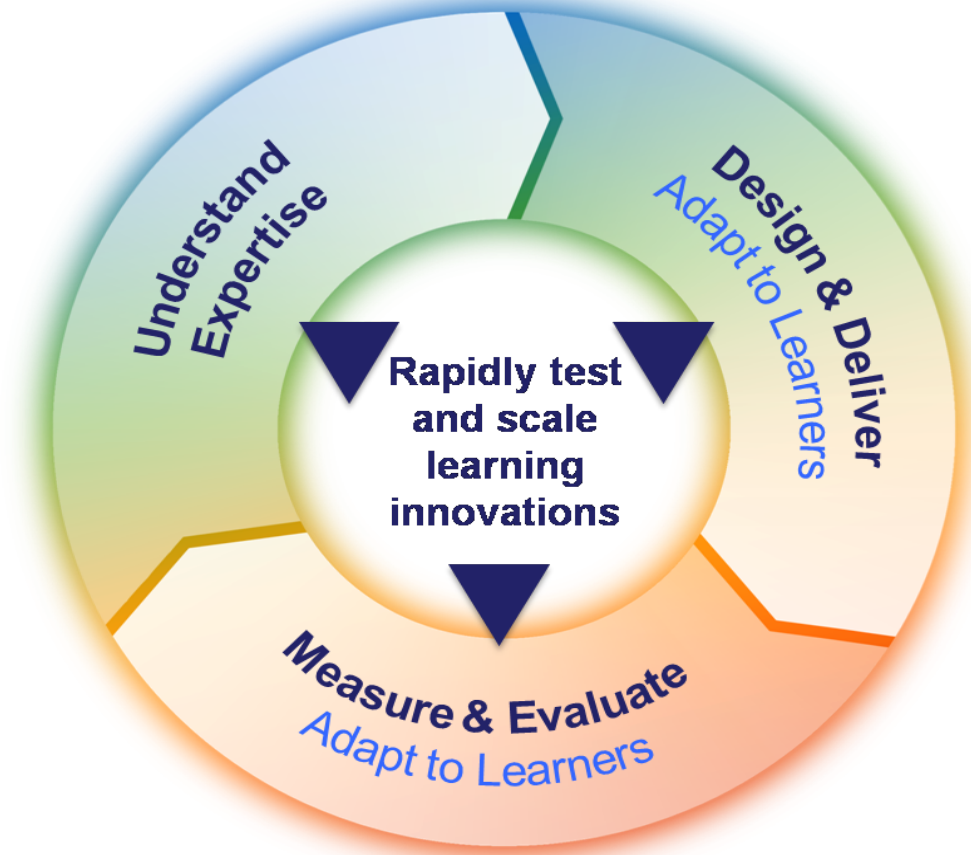 Understand
Expertise
Design & Deliver
Adapt to Learners
Rapidly test
and scale
learning
innovations
Measure & Evaluate
Adapt to Learners